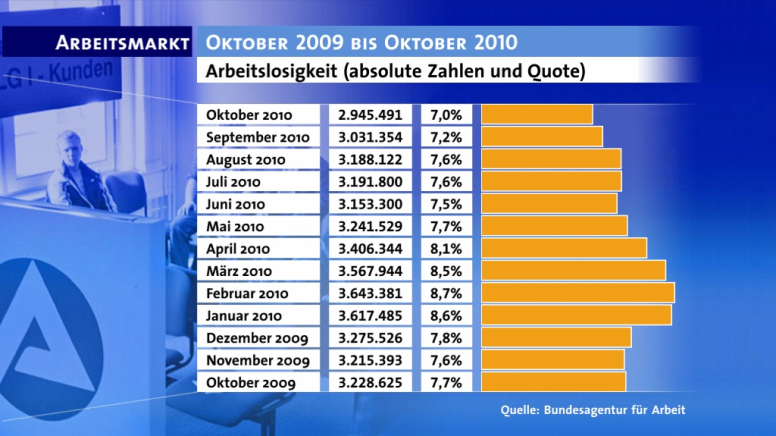 LG I - Kunden
ARBEITSMARKT OKTOBER 2009 BIS OKTOBER 2010
Arbeitslosigkeit (absolute Zahlen und Quote)
Oktober 2010 2.945.491 7,0%
September 2010 3.031.354 7,2%
August 2010 3.188.122 7,6%
Juli 2010 3.191.800 7,6%
Juni 2010 3.153.300 7,5%
Mai 2010 3.241.529 7,7%
April 2010 3.406.344 8,1%
März 2010 3.567.944 8,5%
Februar 2010 3.643.381 8,7%
Januar 2010 3.617.485 8,6%
Dezember 2009 3.275.526 7,8%
November 2009 3.215.393 7,6%
Oktober 2009 3.228.625 7,7%
Quelle: Bundesagentur für Arbeit